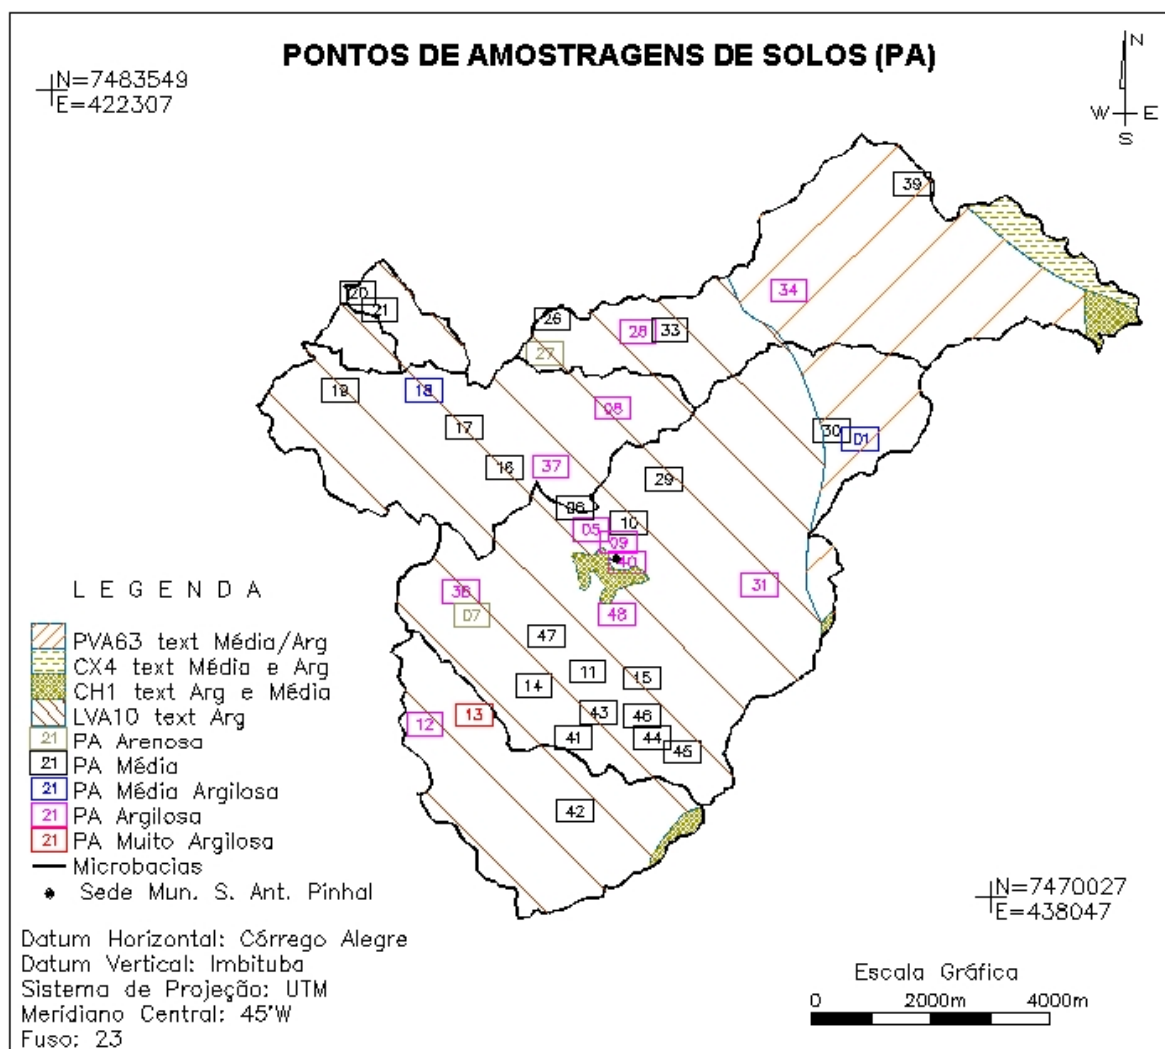 PONTOS DE AMOSTRAGENS DE SOLOS (PA)
N=7483549
E=422307
N
W E
S
39
20
21
34
26
28
33
27
19
18
08
17
30
01
16
37
29
06
05
10
09
40
36
07
31
48
47
11
14
15
12
13
43
46
41
44
45
42
L E G E N D A
PVA63 text Média/Arg
CX4 text Média e Arg
CH1 text Arg e Média
LVA10 text Arg
21 PA Arenosa
21 PA Média
21 PA Média Argilosa
21 PA Argilosa
21 PA Muito Argilosa
Microbacias
Sede Mun. S. Ant. Pinhal
N=7470027
E=438047
Datum Horizontal: Córrego Alegre
Datum Vertical: Imbituba
Sistema de Projeção: UTM
Meridiano Central: 45'W
Fuso: 23
Escala Gráfica
0 2000m 4000m